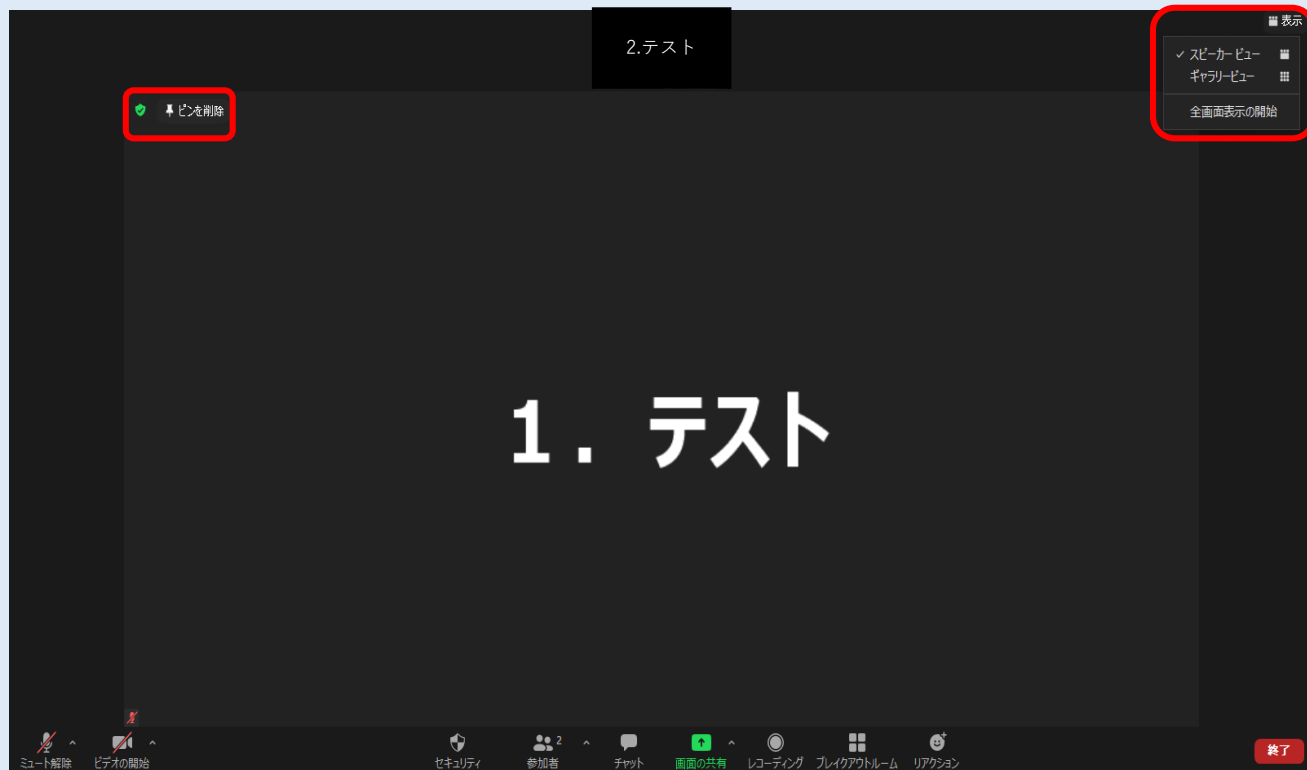 2.テスト
表示
✓ スピーカービュー
ギャラリービュー
全画面表示の開始
ピンを削除
1. テスト
ミュート解除
ビデオの開始
セキュリティ
参加者 2
チャット
画面の共有
レコーディング
ブレイクアウトルーム
リアクション
終了